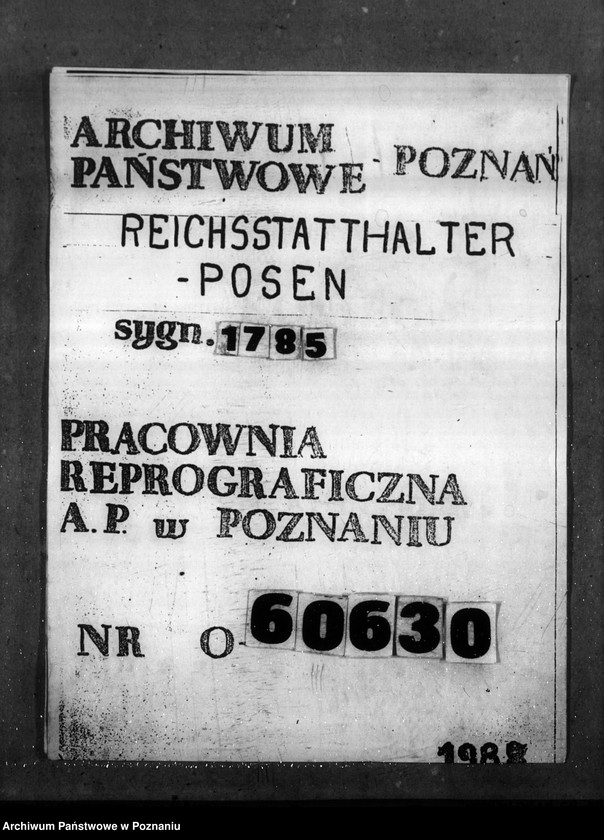 ARCHIWUM
PAŃSTWOWE - POZNAŃ
REICHSSTATTHALTER
-POSEN
sygn. 1785
PRACOWNIA
REPROGRAFICZNA
A.P. w POZNANIU
NR O-60630
Archiwum Państwowe w Poznaniu